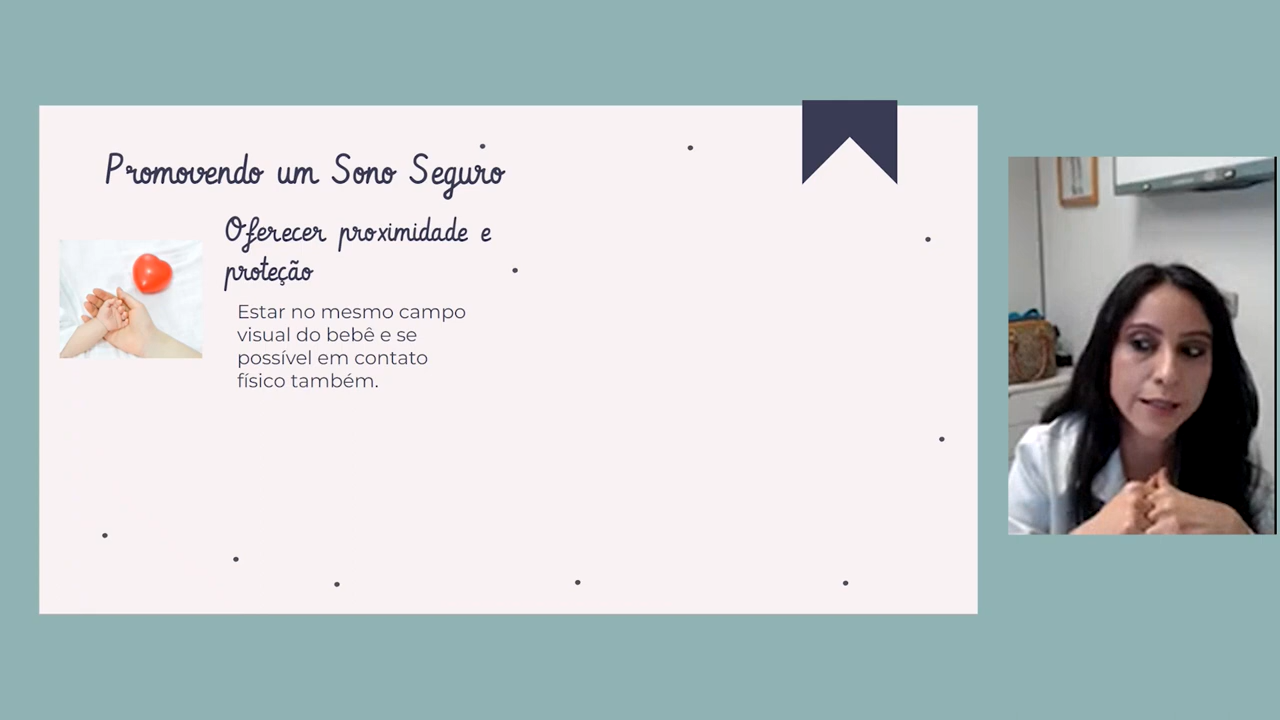 Promovendo um Sono Seguro
Oferecer proximidade e
proteção
Estar no mesmo campo
visual do bebê e se
possível em contato
físico também.